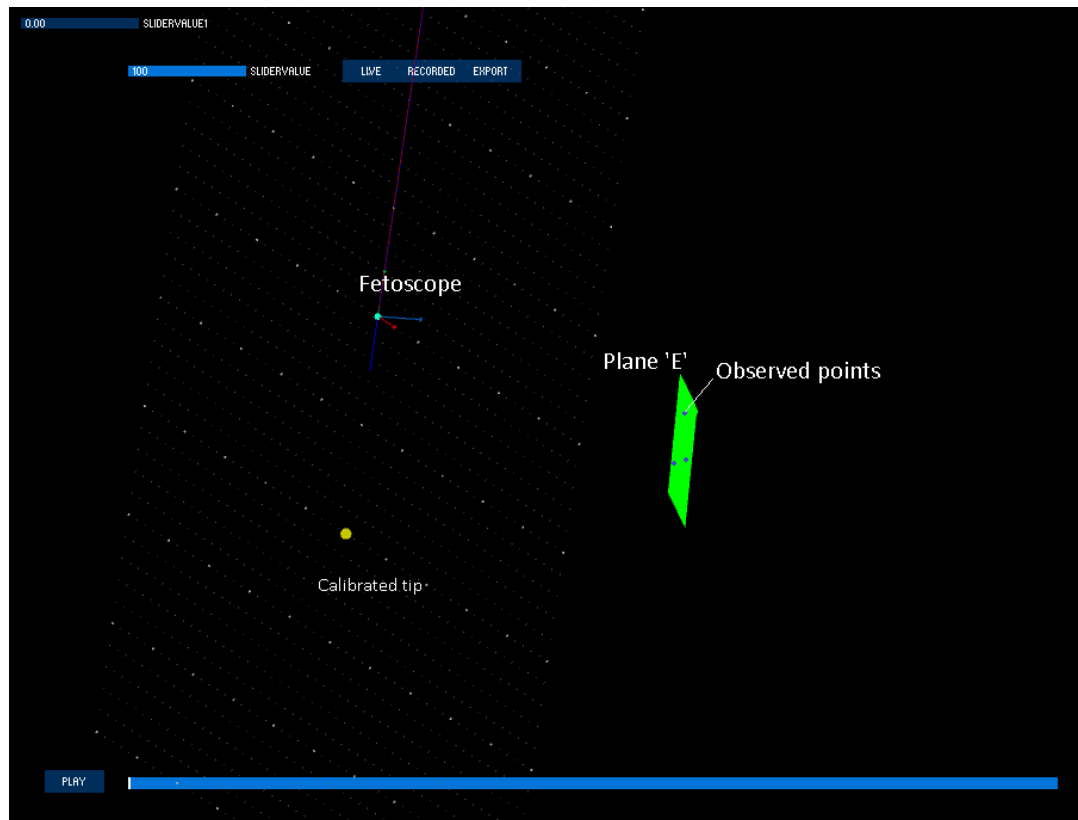 0.00 SLIDERVALUE1
100 SLIDERVALUE LIVE RECORDED EXPORT
Fetoscope
Plane 'E'
Observed points
Calibrated tip
PLAY